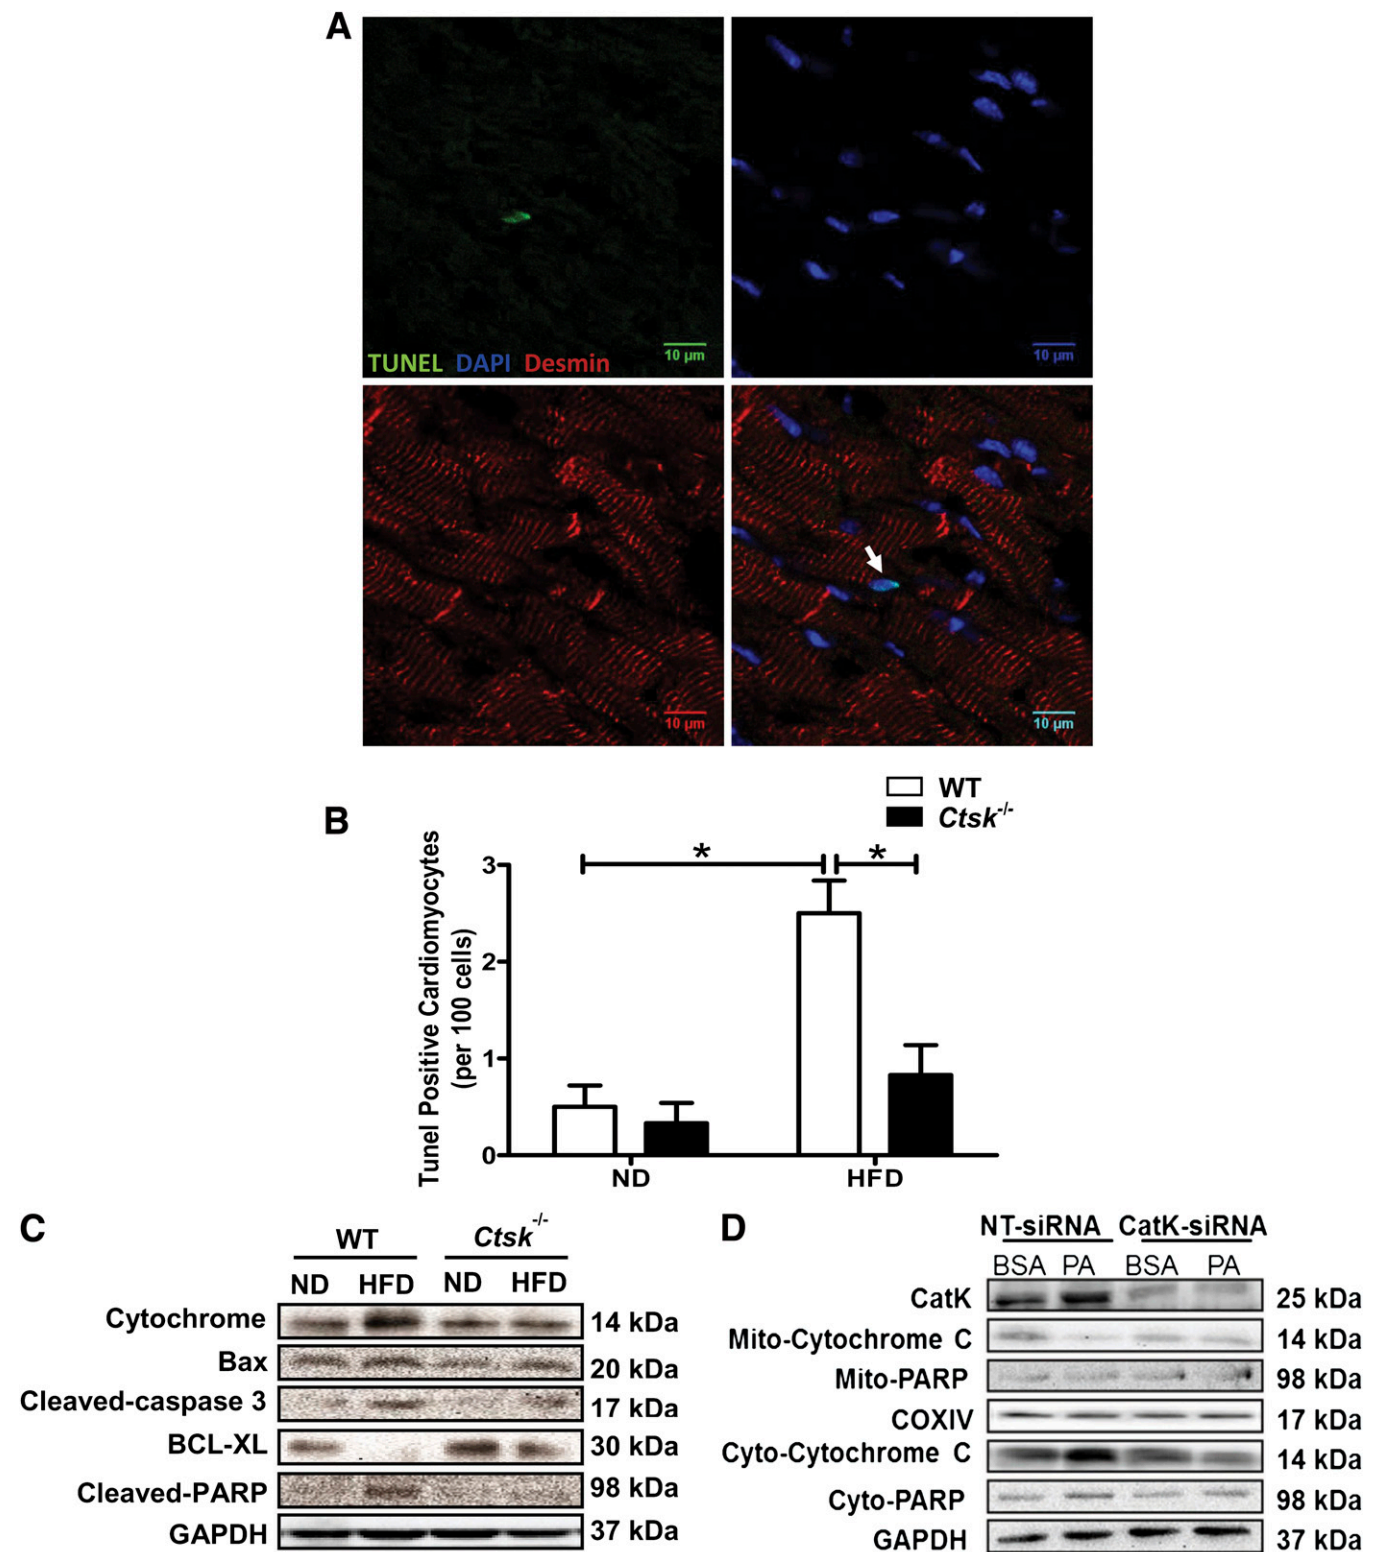 A
TUNEL DAPI Desmin
10 µm
10 µm
10 µm
10 µm
B
WT
Ctsk-/-
Tunel Positive Cardiomyocytes
(per 100 cells)
3
2
1
0
* *
ND HFD
C
WT Ctsk-/-
ND HFD ND HFD
Cytochrome 14 kDa
Bax 20 kDa
Cleaved-caspase 3 17 kDa
BCL-XL 30 kDa
Cleaved-PARP 98 kDa
GAPDH 37 kDa
D
NT-siRNA CatK-siRNA
BSA PA BSA PA
CatK 25 kDa
Mito-Cytochrome C 14 kDa
Mito-PARP 98 kDa
COXIV 17 kDa
Cyto-Cytochrome C 14 kDa
Cyto-PARP 98 kDa
GAPDH 37 kDa